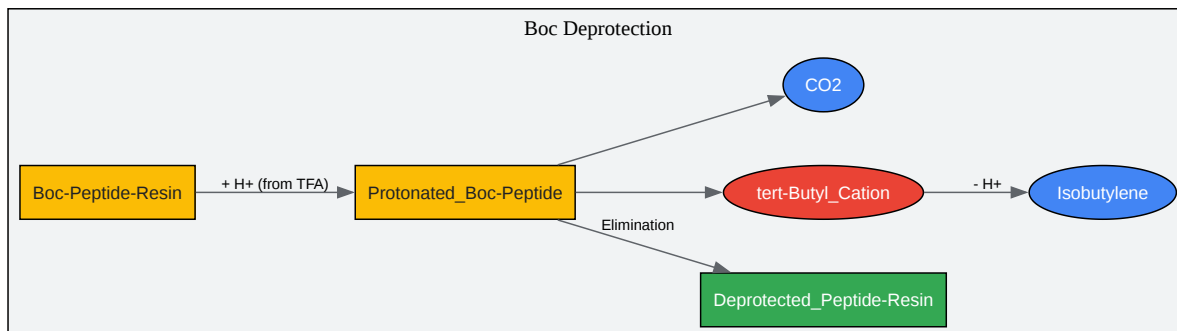 Boc Deprotection
CO2
Boc-Peptide-Resin
+ H+ (from TFA)
Protonated_Boc-Peptide
tert-Butyl_Cation
- H+
Isobutylene
Elimination
Deprotected_Peptide-Resin